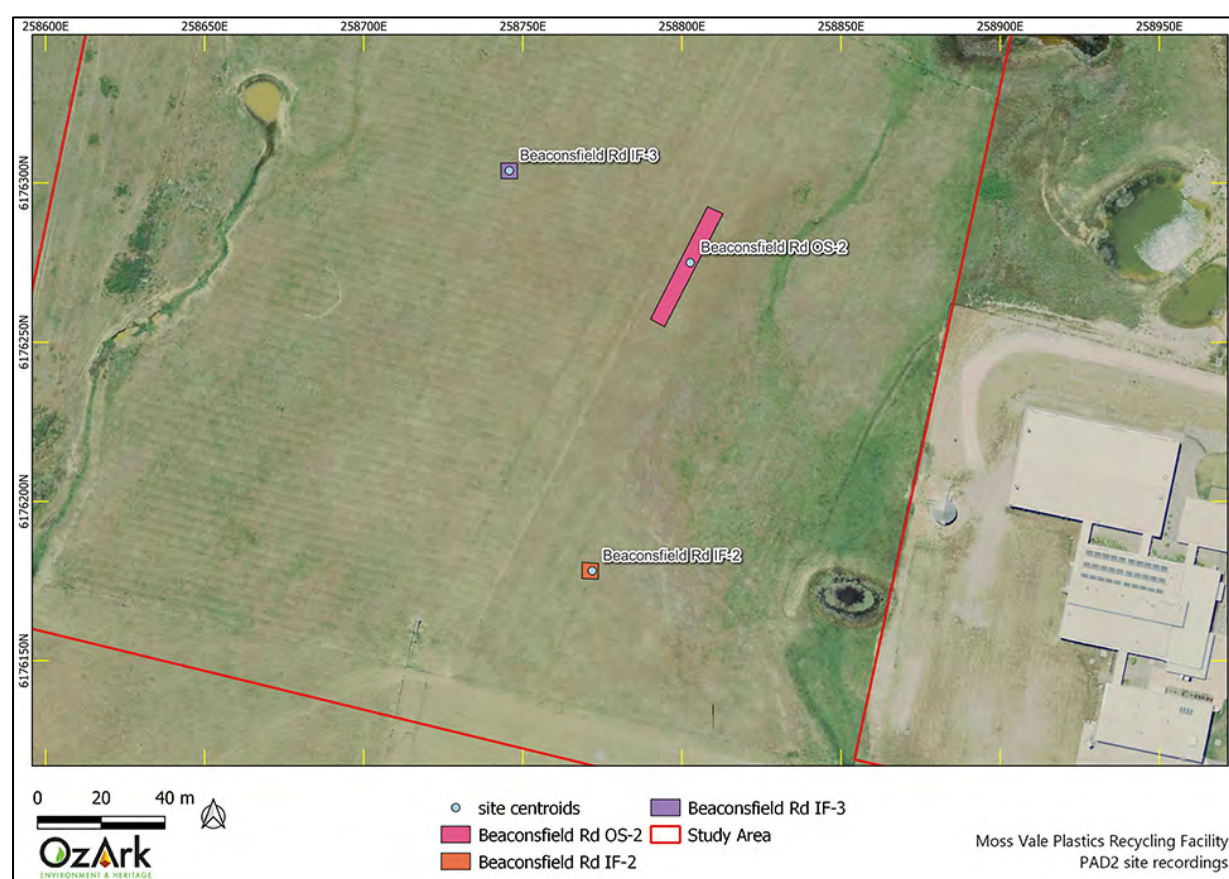 258600E 258650E 258700E 258750E 258800E 258850E 258900E 258950E
6176300N
6176250N
6176200N
6176150N
Beaconsfield Rd IF-3
Beaconsfield Rd OS-2
Beaconsfield Rd IF-2
0 20 40 m
OzArk
ENVIRONMENT & HERITAGE
site centroids
Beaconsfield Rd OS-2
Beaconsfield Rd IF-2
Beaconsfield Rd IF-3
Study Area
Moss Vale Plastics Recycling Facility
PAD2 site recordings